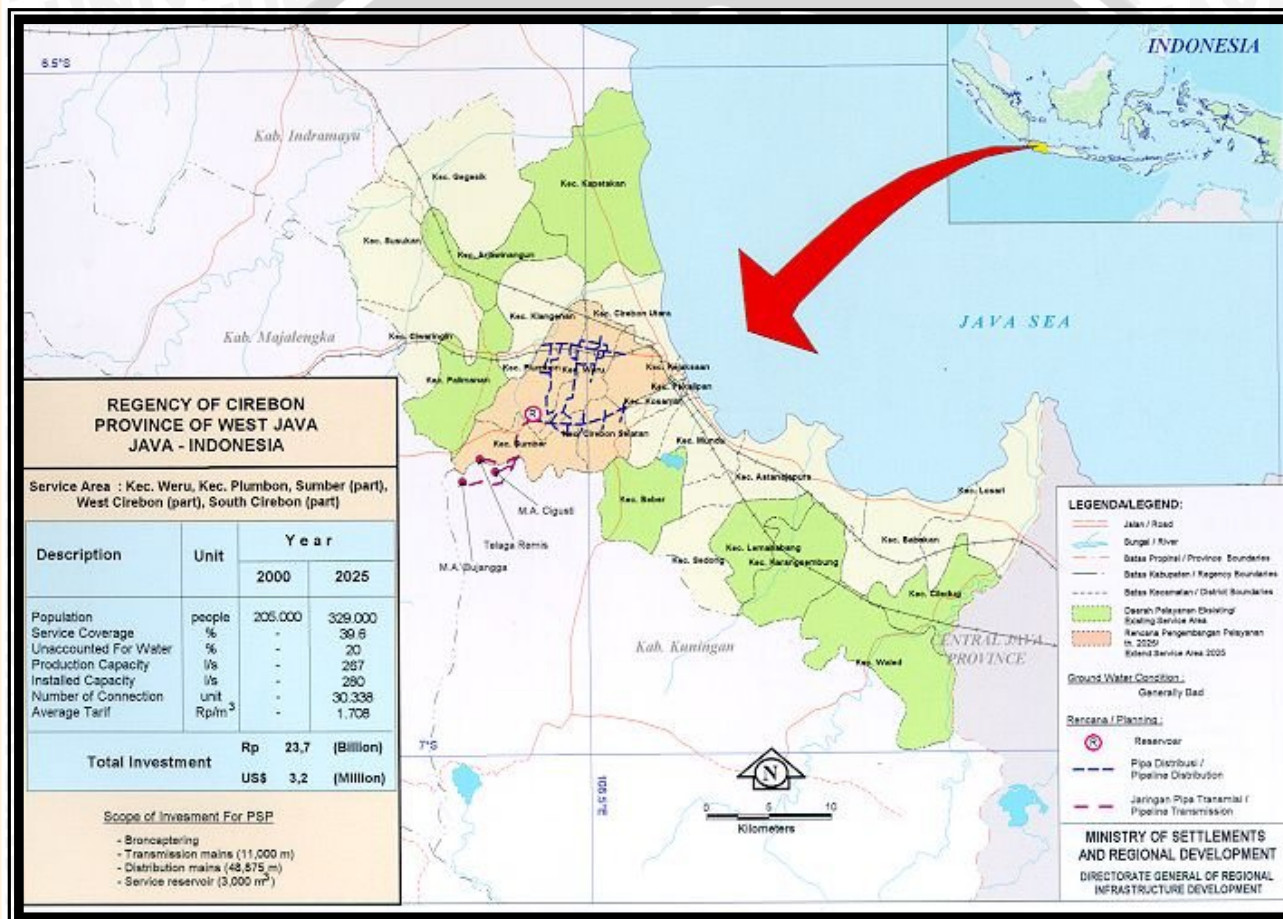 INDONESIA
6.5°S
Kab. Indramayu
Kec. Gegesik
Kec. Kapetakan
Kec. Susukan
Kec. Arjawinangun
JAVA SEA
Kec. Klangenan
Kec. Cirebon Utara
Kab. Majalengka
Kec. Ciwaringin
Kec. Plumbon
Kec. Weru
Kec. Kejaksaan
Kec. Palimanan
Kec. Pekalipan
Kec. Kosambi
Kec. Cirebon Selatan
Kec. Mundu
Kec. Sumber
Kec. Astanajapura
Kec. Beber
Kec. Losari
M.A. Cigusti
Telaga Remis
M.A. Bujangga
Kec. Lemahabang
Kec. Karangsembung
Kec. Babakan
Kec. Sedong
Kec. Ciledug
Kab. Kuningan
CENTRAL JAVA
PROVINCE
Kec. Waled
7°S
108.5°E
N
0 5 10
Kilometers
REGENCY OF CIREBON
PROVINCE OF WEST JAVA
JAVA - INDONESIA
Service Area : Kec. Weru, Kec. Plumbon, Sumber (part),
West Cirebon (part), South Cirebon (part)
Description Unit Year
2000 2025
Population people 205.000 329.000
Service Coverage % - 39.6
Unaccounted For Water % - 20
Production Capacity l/s - 267
Installed Capacity l/s - 280
Number of Connection unit - 30.338
Average Tarif Rp/m³ - 1.708
Total Investment Rp 23,7 (Billion)
US$ 3,2 (Million)
Scope of Invesment For PSP
- Broncaptering
- Transmission mains (11,000 m)
- Distribution mains (48,875 m)
- Service reservoir (3,000 m³)
LEGENDA/LEGEND:
Jalan / Road
Sungai / River
Batas Propinsi / Province Boundaries
Batas Kabupaten / Regency Boundaries
Batas Kecamatan / District Boundaries
Daerah Pelayanan Eksisting/
Existing Service Area
Rencana Pengembangan Pelayanan
th. 2025/
Extend Service Area 2025
Ground Water Condition :
Generally Bad
Rencana / Planning :
R Reservoar
Pipa Distribusi /
Pipeline Distribution
Jaringan Pipa Transmisi /
Pipeline Transmission
MINISTRY OF SETTLEMENTS
AND REGIONAL DEVELOPMENT
DIRECTORATE GENERAL OF REGIONAL
INFRASTRUCTURE DEVELOPMENT